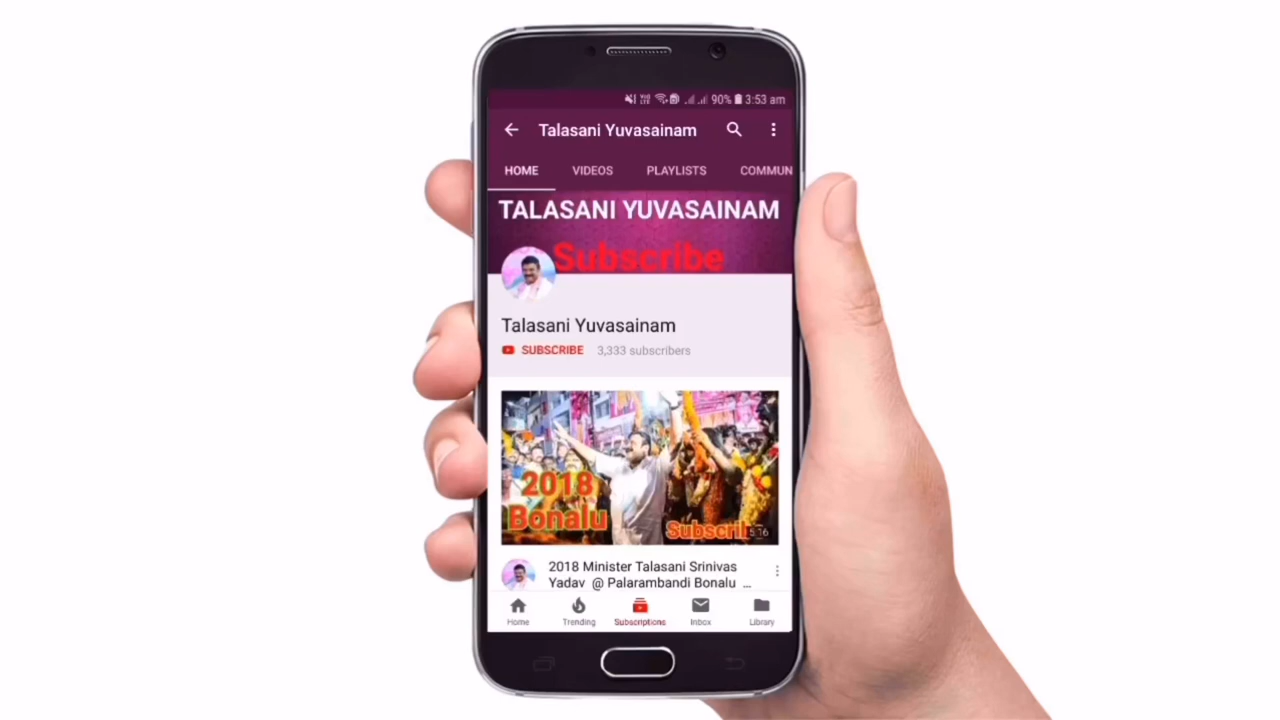 90% 3:53 am
Talasani Yuvasainam
HOME VIDEOS PLAYLISTS COMMUN
TALASANI YUVASAINAM
Subscribe
Talasani Yuvasainam
SUBSCRIBE 3,333 subscribers
2018
Bonalu
Subscrib 5:16
2018 Minister Talasani Srinivas
Yadav @ Palarambandi Bonalu ...
Home Trending Subscriptions Inbox Library